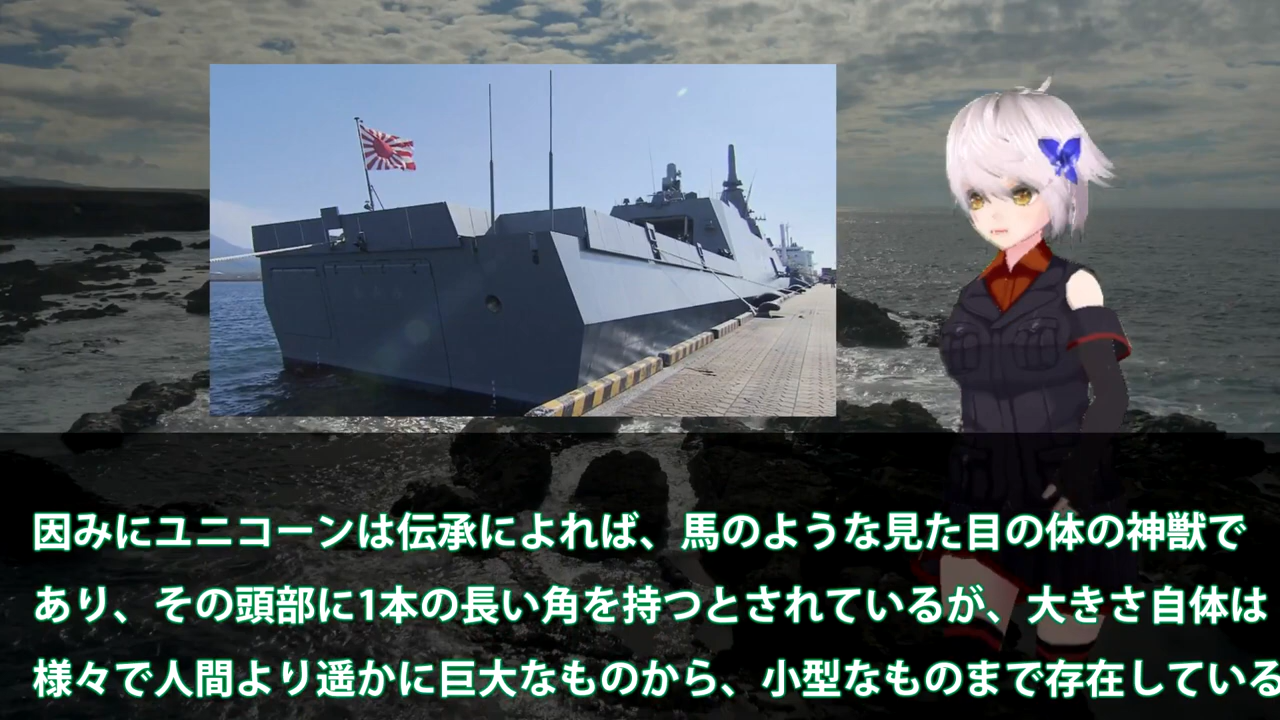 因みにユニコーンは伝承によれば、馬のような見た目の体の神獣で
あり、その頭部に1本の長い角を持つとされているが、大きさ自体は
様々で人間より遥かに巨大なものから、小型なものまで存在している